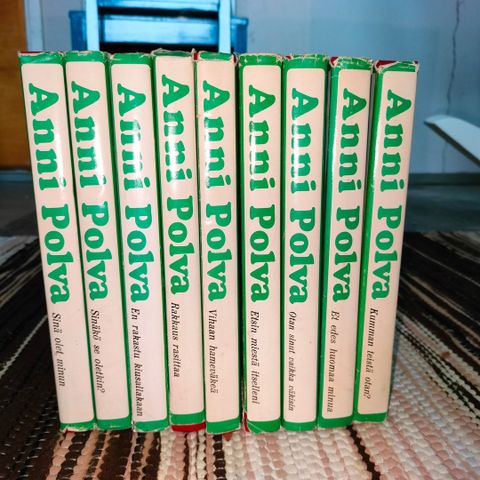 Anni Polva
Sinä olet minun
Anni Polva
Sinäkö se oletkin?
Anni Polva
En rakastu kiusallakaan
Anni Polva
Rakkaus rasittaa
Anni Polva
Vihaan hameväkeä
Anni Polva
Etsin miestä itselleni
Anni Polva
Otan sinut vaikka väkisin
Anni Polva
Ei edes huomaa minua
Anni Polva
Kumman teistä otan?